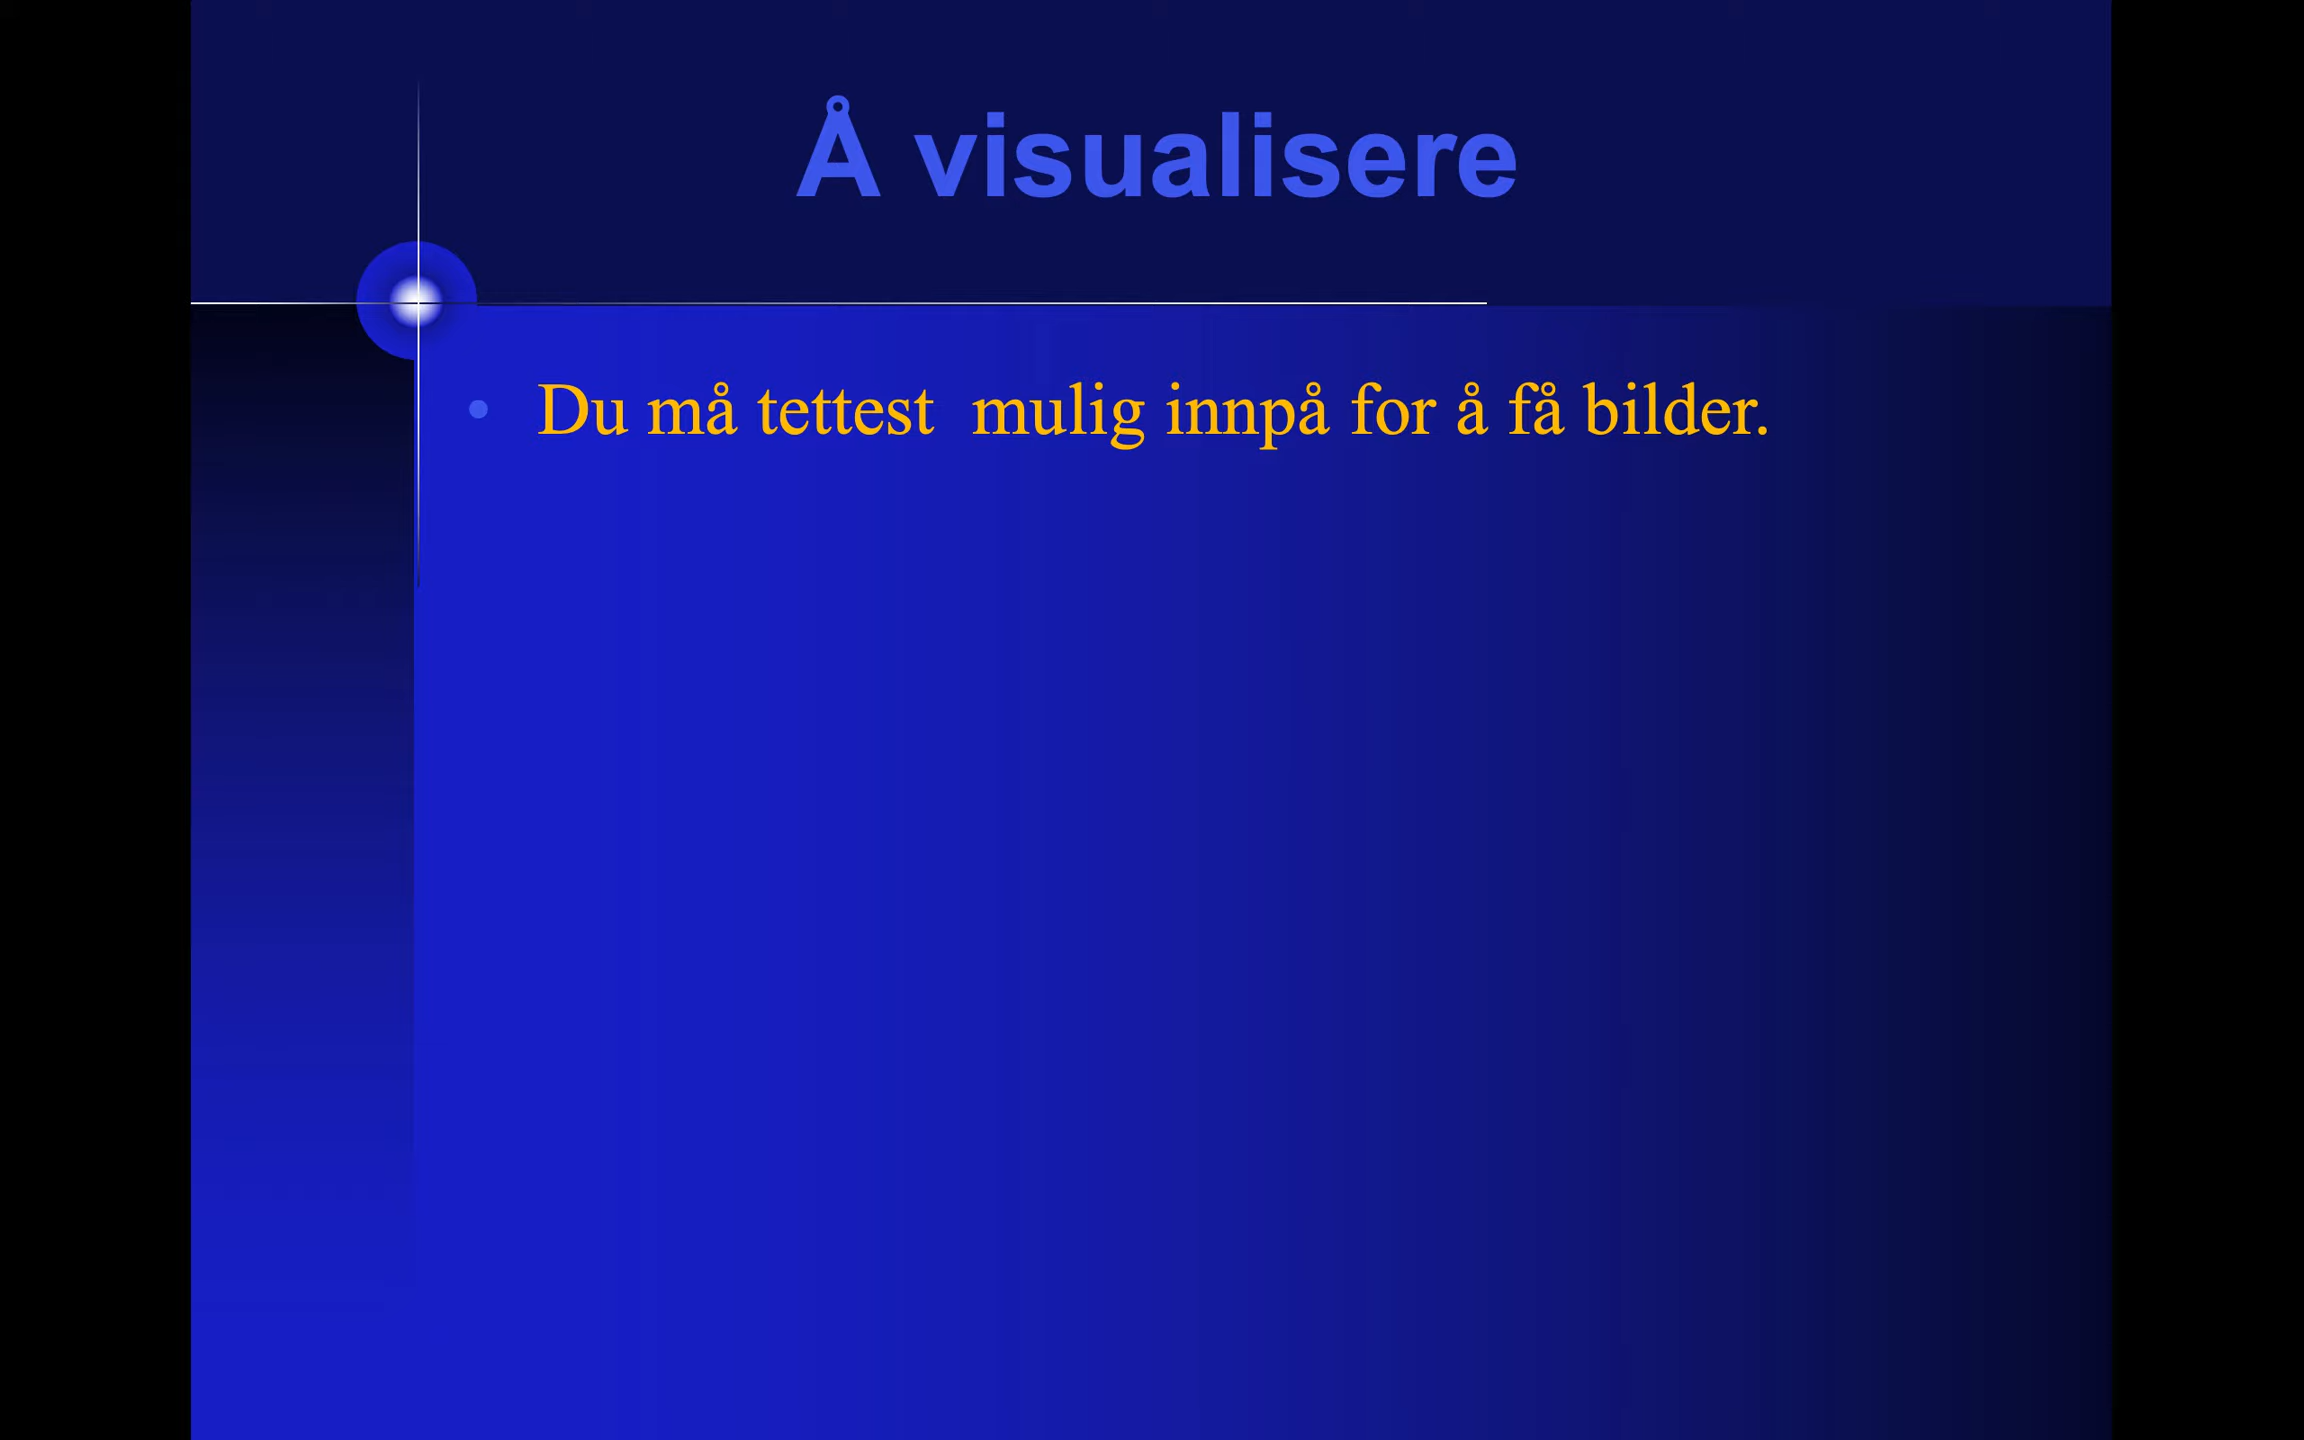 Å visualisere
• Du må tettest  mulig innpå for å få bilder.